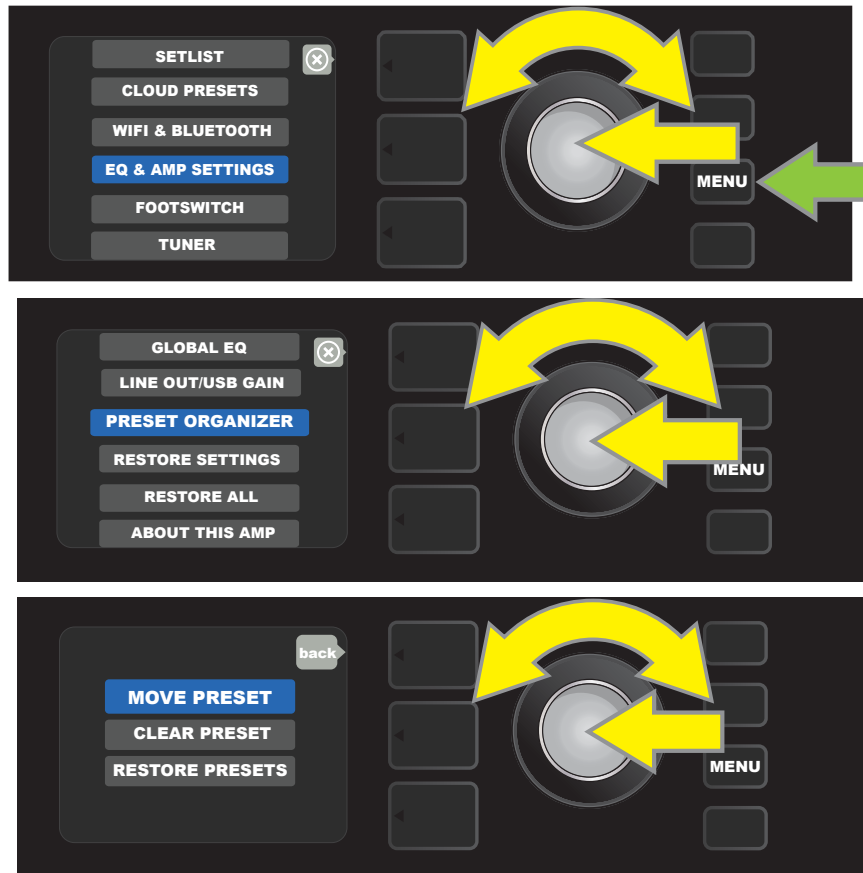 SETLIST
CLOUD PRESETS
WIFI & BLUETOOTH
EQ & AMP SETTINGS
FOOTSWITCH
TUNER
MENU
GLOBAL EQ
LINE OUT/USB GAIN
PRESET ORGANIZER
RESTORE SETTINGS
RESTORE ALL
ABOUT THIS AMP
MENU
back
MOVE PRESET
CLEAR PRESET
RESTORE PRESETS
MENU